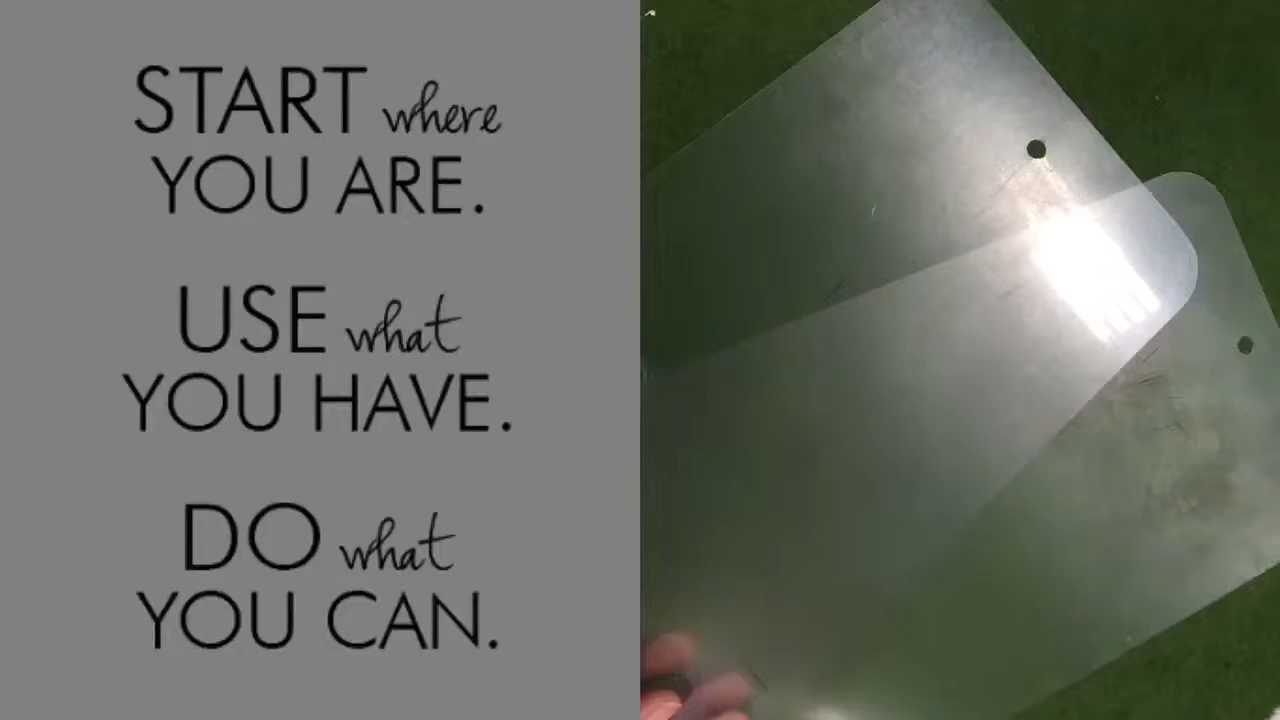 START where
YOU ARE.
USE what
YOU HAVE.
DO what
YOU CAN.